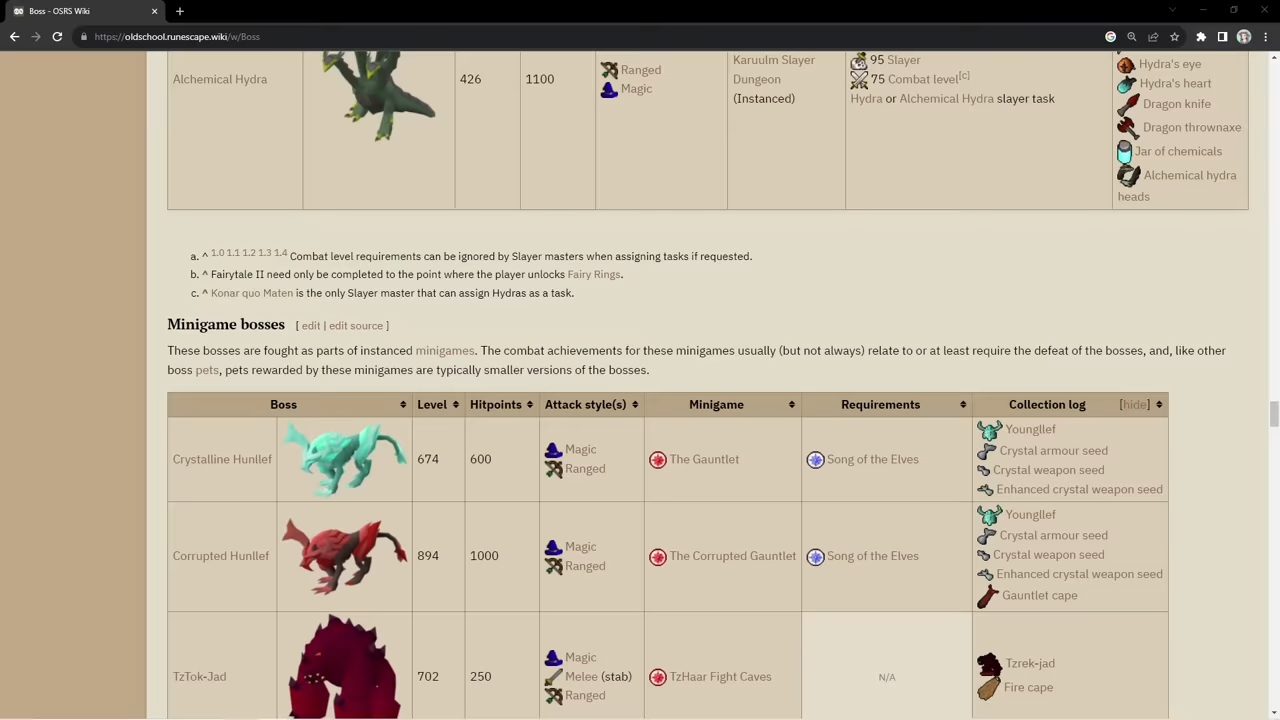 Boss - OSRS Wiki
https://oldschool.runescape.wiki/w/Boss
Alchemical Hydra
426
1100
Ranged
Magic
Karuulm Slayer
Dungeon
(Instanced)
95 Slayer
75 Combat level[c]
Hydra or Alchemical Hydra slayer task
Hydra's eye
Hydra's heart
Dragon knife
Dragon thrownaxe
Jar of chemicals
Alchemical hydra
heads
a. ^ 1.0 1.1 1.2 1.3 1.4 Combat level requirements can be ignored by Slayer masters when assigning tasks if requested.
b. ^ Fairytale II need only be completed to the point where the player unlocks Fairy Rings.
c. ^ Konar quo Maten is the only Slayer master that can assign Hydras as a task.
Minigame bosses [ edit | edit source ]
These bosses are fought as parts of instanced minigames. The combat achievements for these minigames usually (but not always) relate to or at least require the defeat of the bosses, and, like other
boss pets, pets rewarded by these minigames are typically smaller versions of the bosses.
Boss Level Hitpoints Attack style(s) Minigame Requirements Collection log [hide]
Crystalline Hunllef
674
600
Magic
Ranged
The Gauntlet
Song of the Elves
Youngllef
Crystal armour seed
Crystal weapon seed
Enhanced crystal weapon seed
Corrupted Hunllef
894
1000
Magic
Ranged
The Corrupted Gauntlet
Song of the Elves
Youngllef
Crystal armour seed
Crystal weapon seed
Enhanced crystal weapon seed
Gauntlet cape
TzTok-Jad
702
250
Magic
Melee (stab)
Ranged
TzHaar Fight Caves
N/A
Tzrek-jad
Fire cape